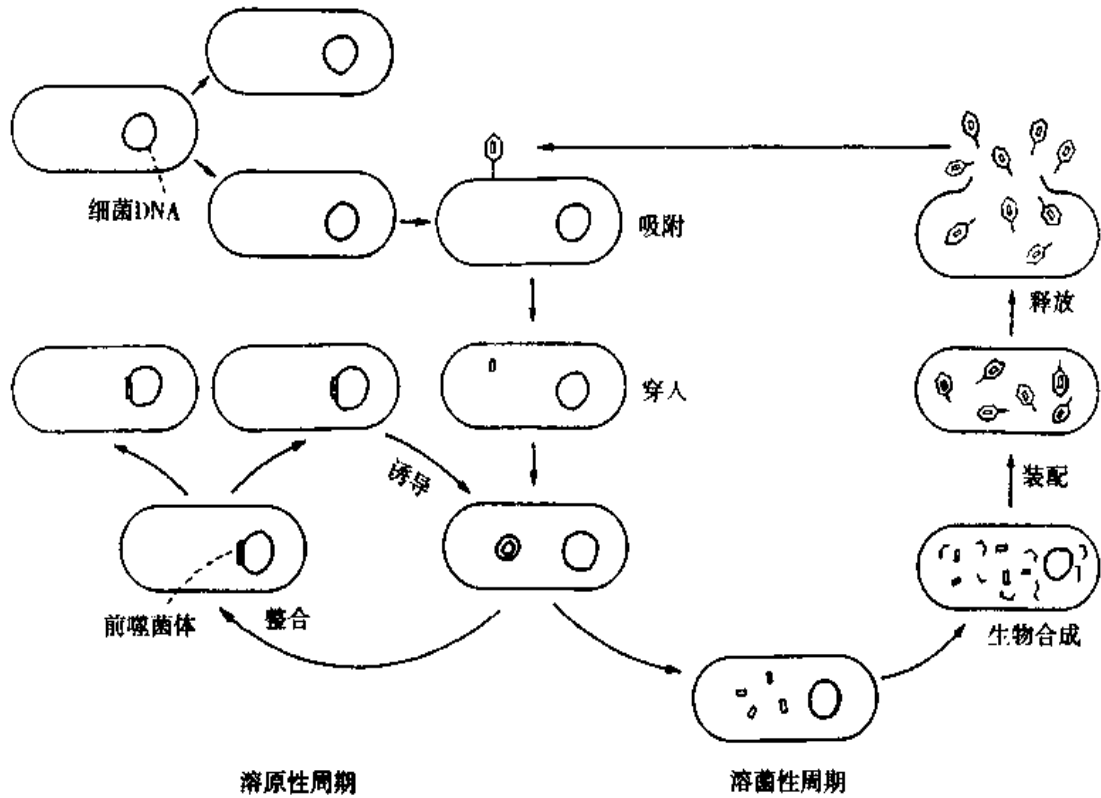 细菌DNA
吸附
释放
穿入
诱导
装配
前噬菌体
整合
生物合成
溶原性周期
溶菌性周期